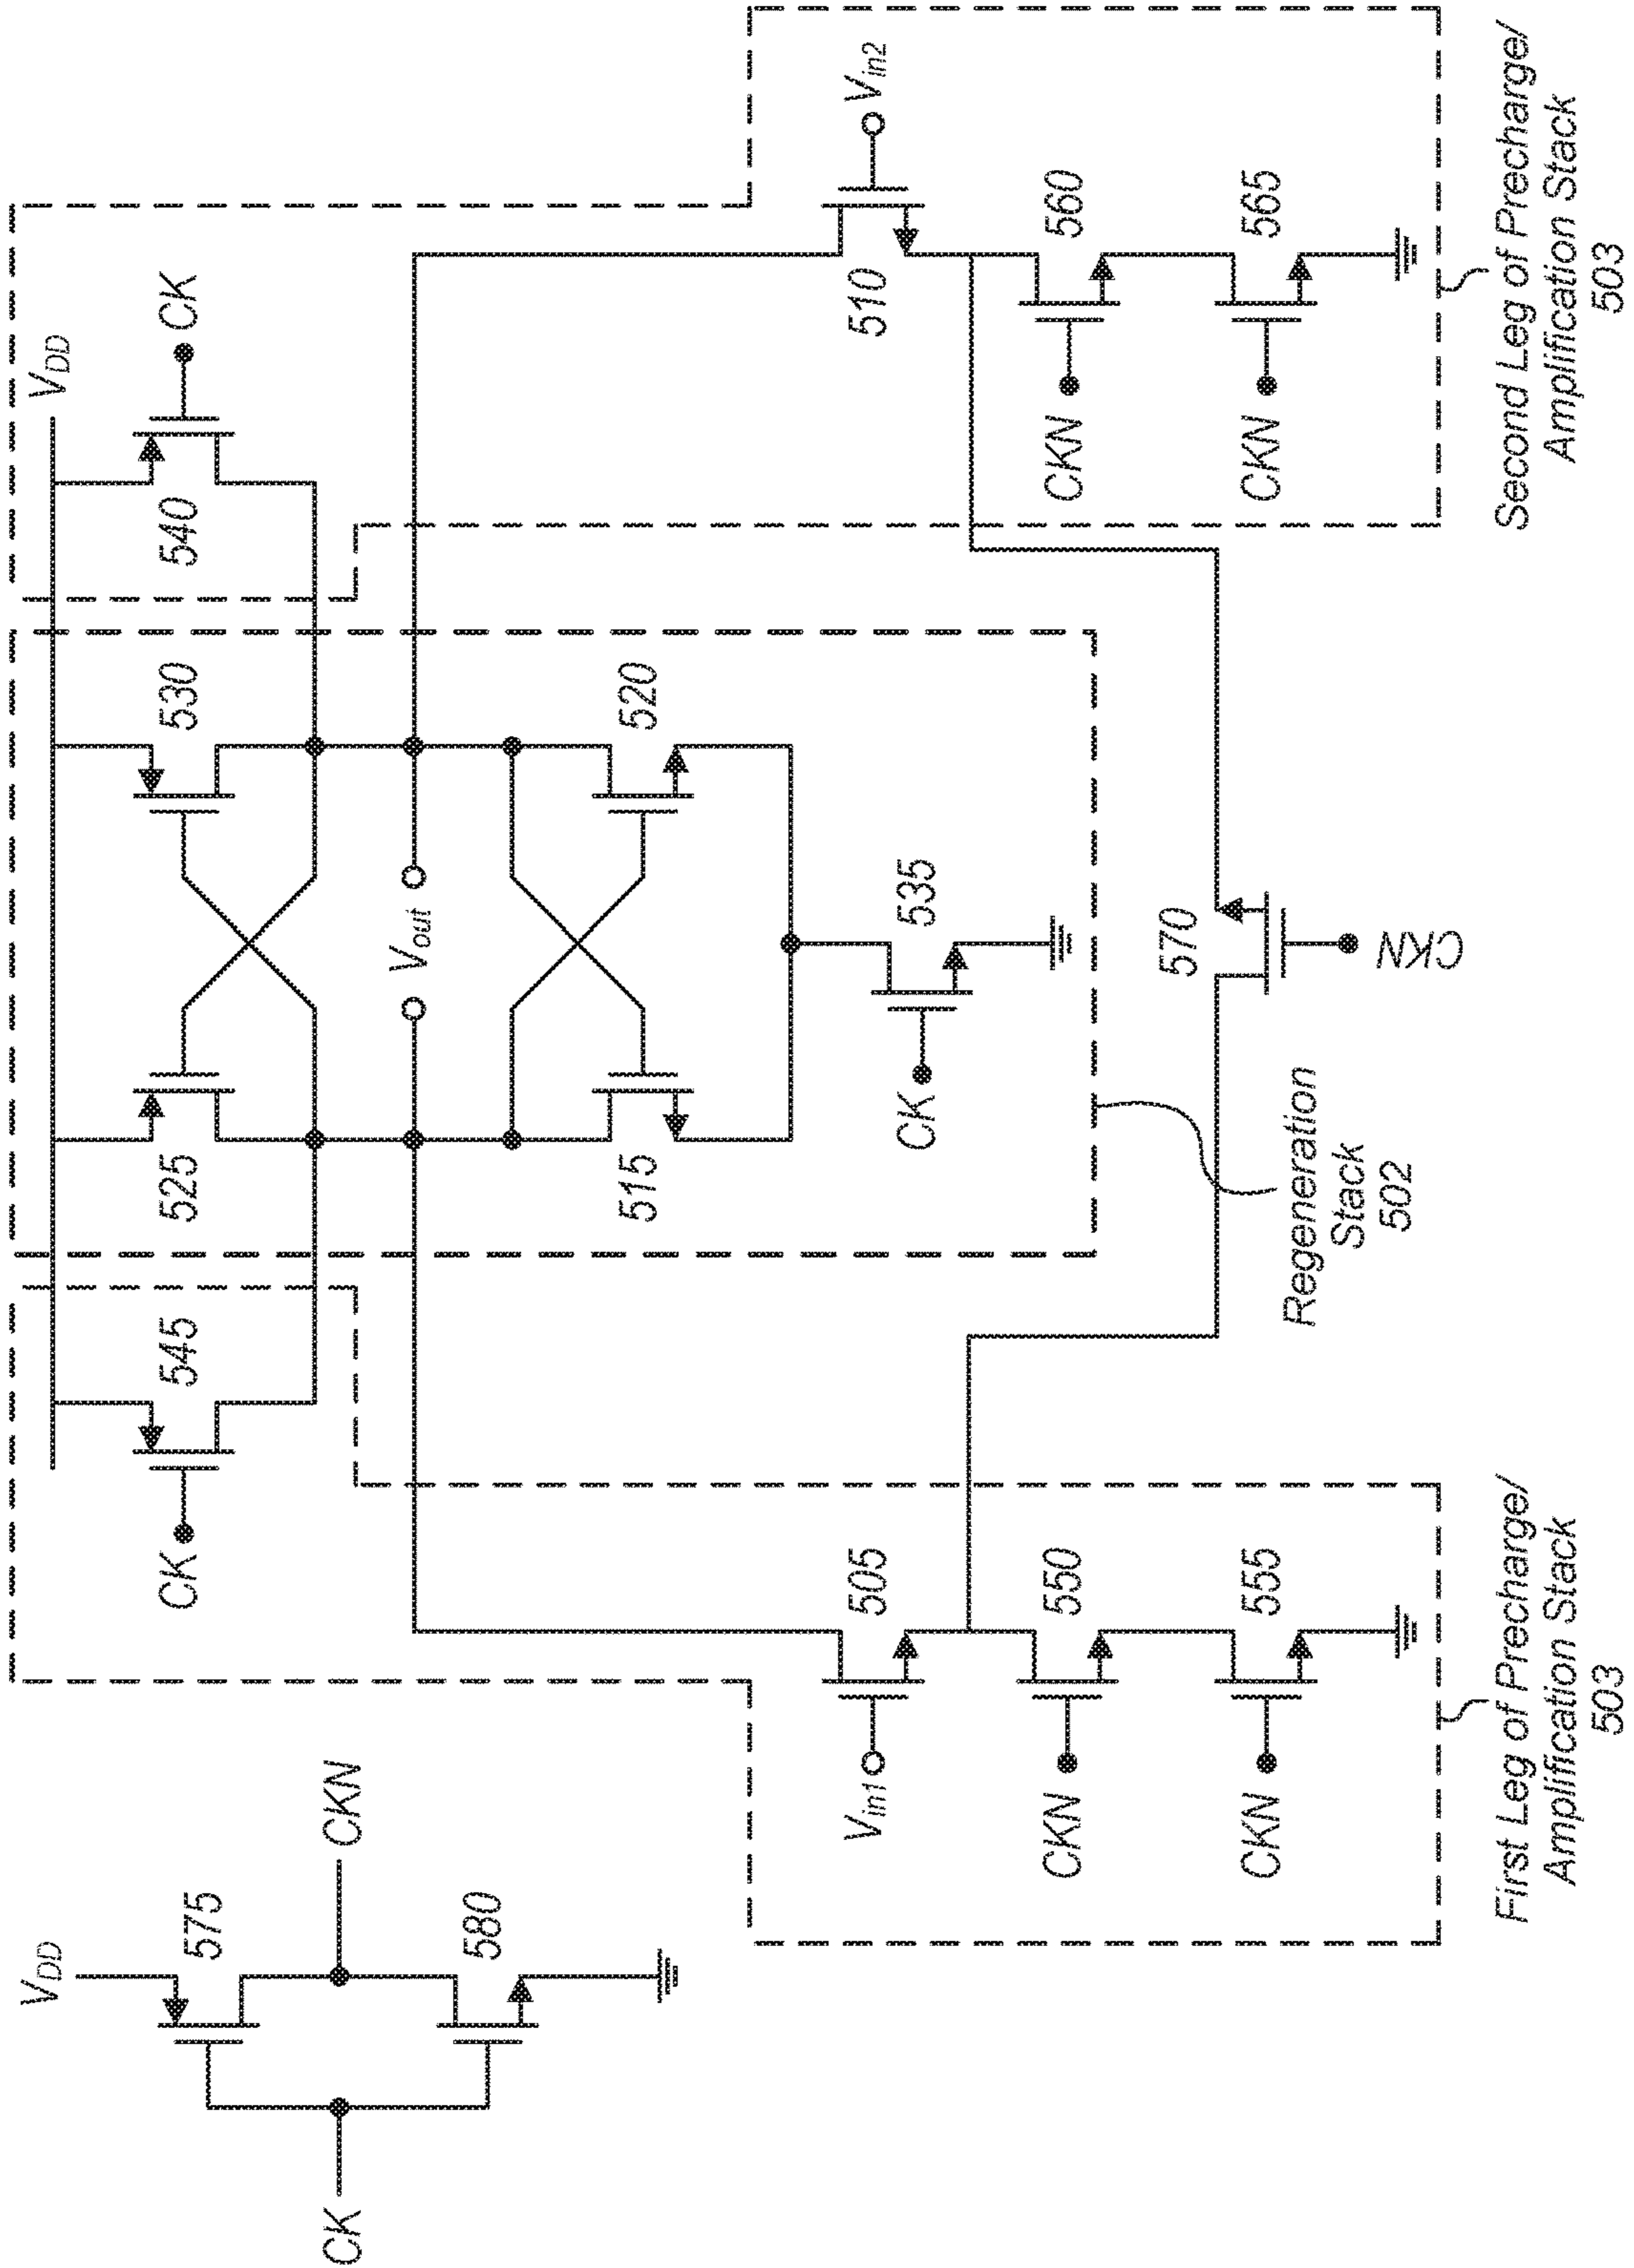 V_DD
575
CKN
580
CK
V_DD
CK
545
525
530
540
CK
V_out
515
520
CK
535
V_in1
505
CKN
550
CKN
555
510
V_in2
CKN
560
CKN
565
570
CKN
Regeneration
Stack
502
First Leg of Precharge/
Amplification Stack
503
Second Leg of Precharge/
Amplification Stack
503